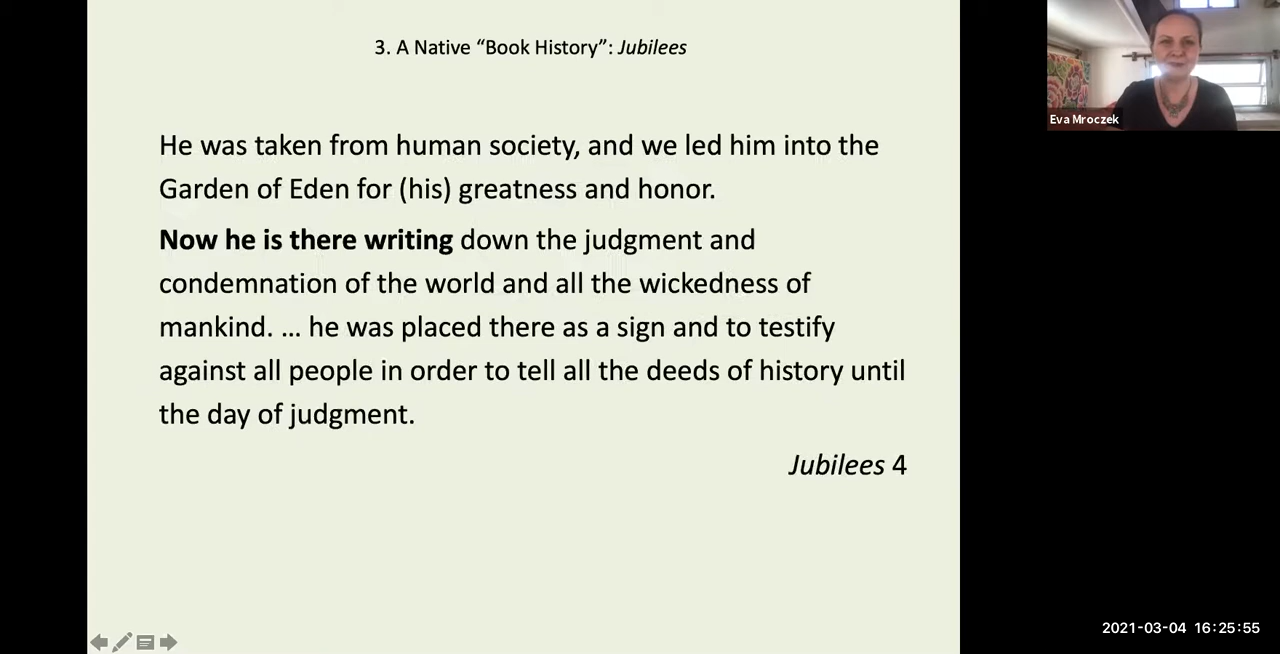 3. A Native “Book History”: Jubilees
He was taken from human society, and we led him into the
Garden of Eden for (his) greatness and honor.
Now he is there writing down the judgment and
condemnation of the world and all the wickedness of
mankind. … he was placed there as a sign and to testify
against all people in order to tell all the deeds of history until
the day of judgment.
Jubilees 4
Eva Mroczek
2021-03-04 16:25:55